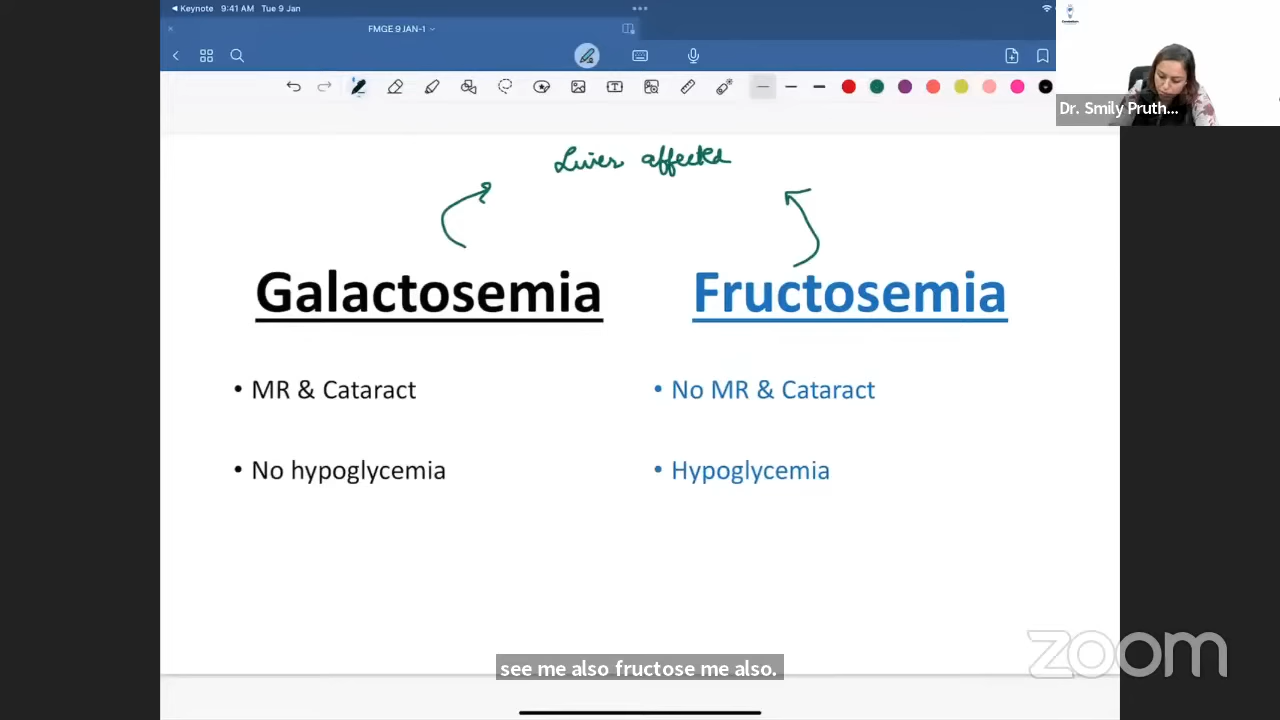 Keynote 9:41 AM Tue 9 Jan
FMGE 9 JAN-1
Dr. Smily Pruth...
Liver affected
Galactosemia
Fructosemia
• MR & Cataract
• No MR & Cataract
• No hypoglycemia
• Hypoglycemia
see me also fructose me also.
zoom